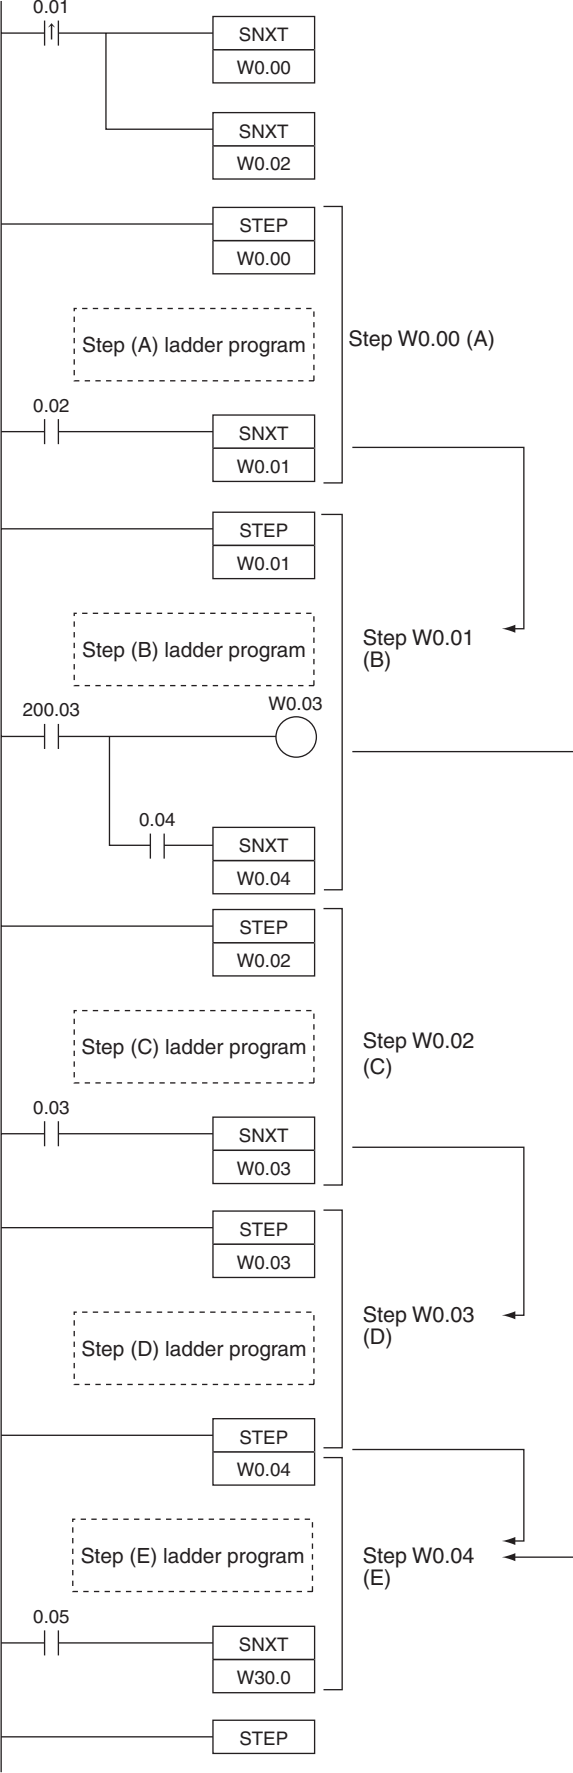 0.01
SNXT
W0.00
SNXT
W0.02
STEP
W0.00
Step (A) ladder program
Step W0.00 (A)
0.02
SNXT
W0.01
STEP
W0.01
Step (B) ladder program
Step W0.01
(B)
200.03
W0.03
0.04
SNXT
W0.04
STEP
W0.02
Step (C) ladder program
Step W0.02
(C)
0.03
SNXT
W0.03
STEP
W0.03
Step (D) ladder program
Step W0.03
(D)
STEP
W0.04
Step (E) ladder program
Step W0.04
(E)
0.05
SNXT
W30.0
STEP